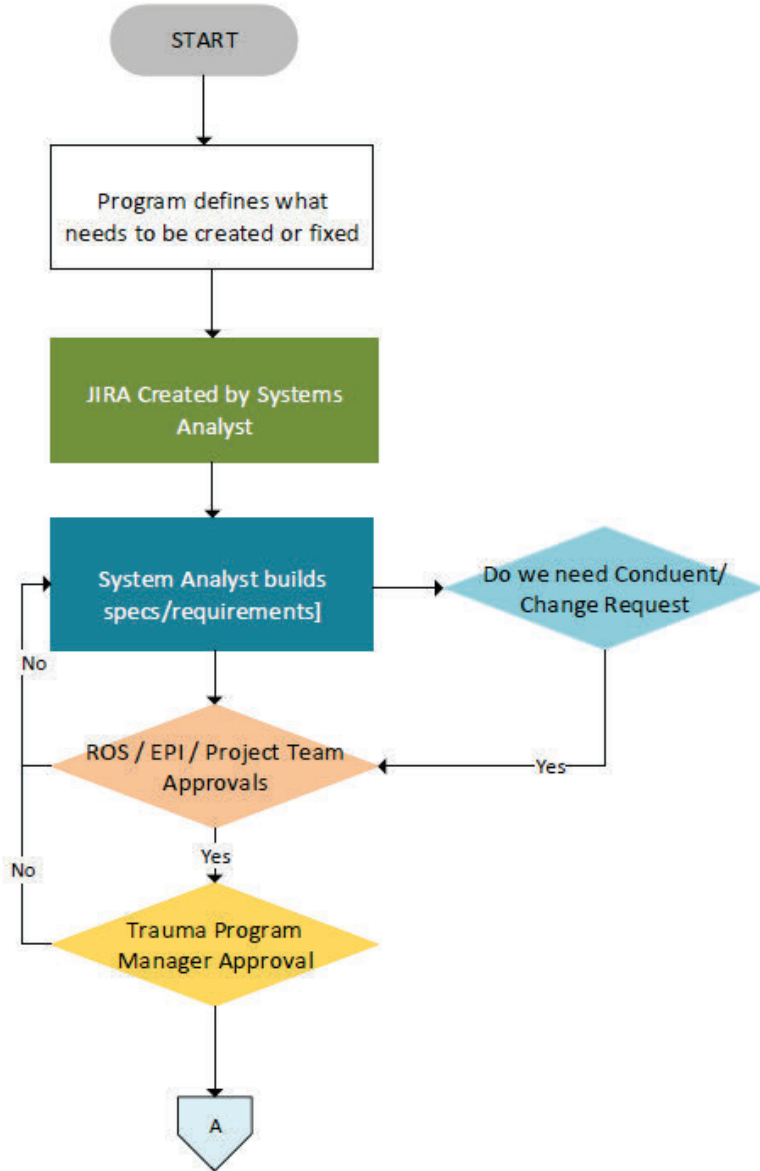 START
Program defines what
needs to be created or fixed
JIRA Created by Systems
Analyst
System Analyst builds
specs/requirements]
Do we need Conduent/
Change Request
No
ROS / EPI / Project Team
Approvals
Yes
Yes
No
Trauma Program
Manager Approval
A